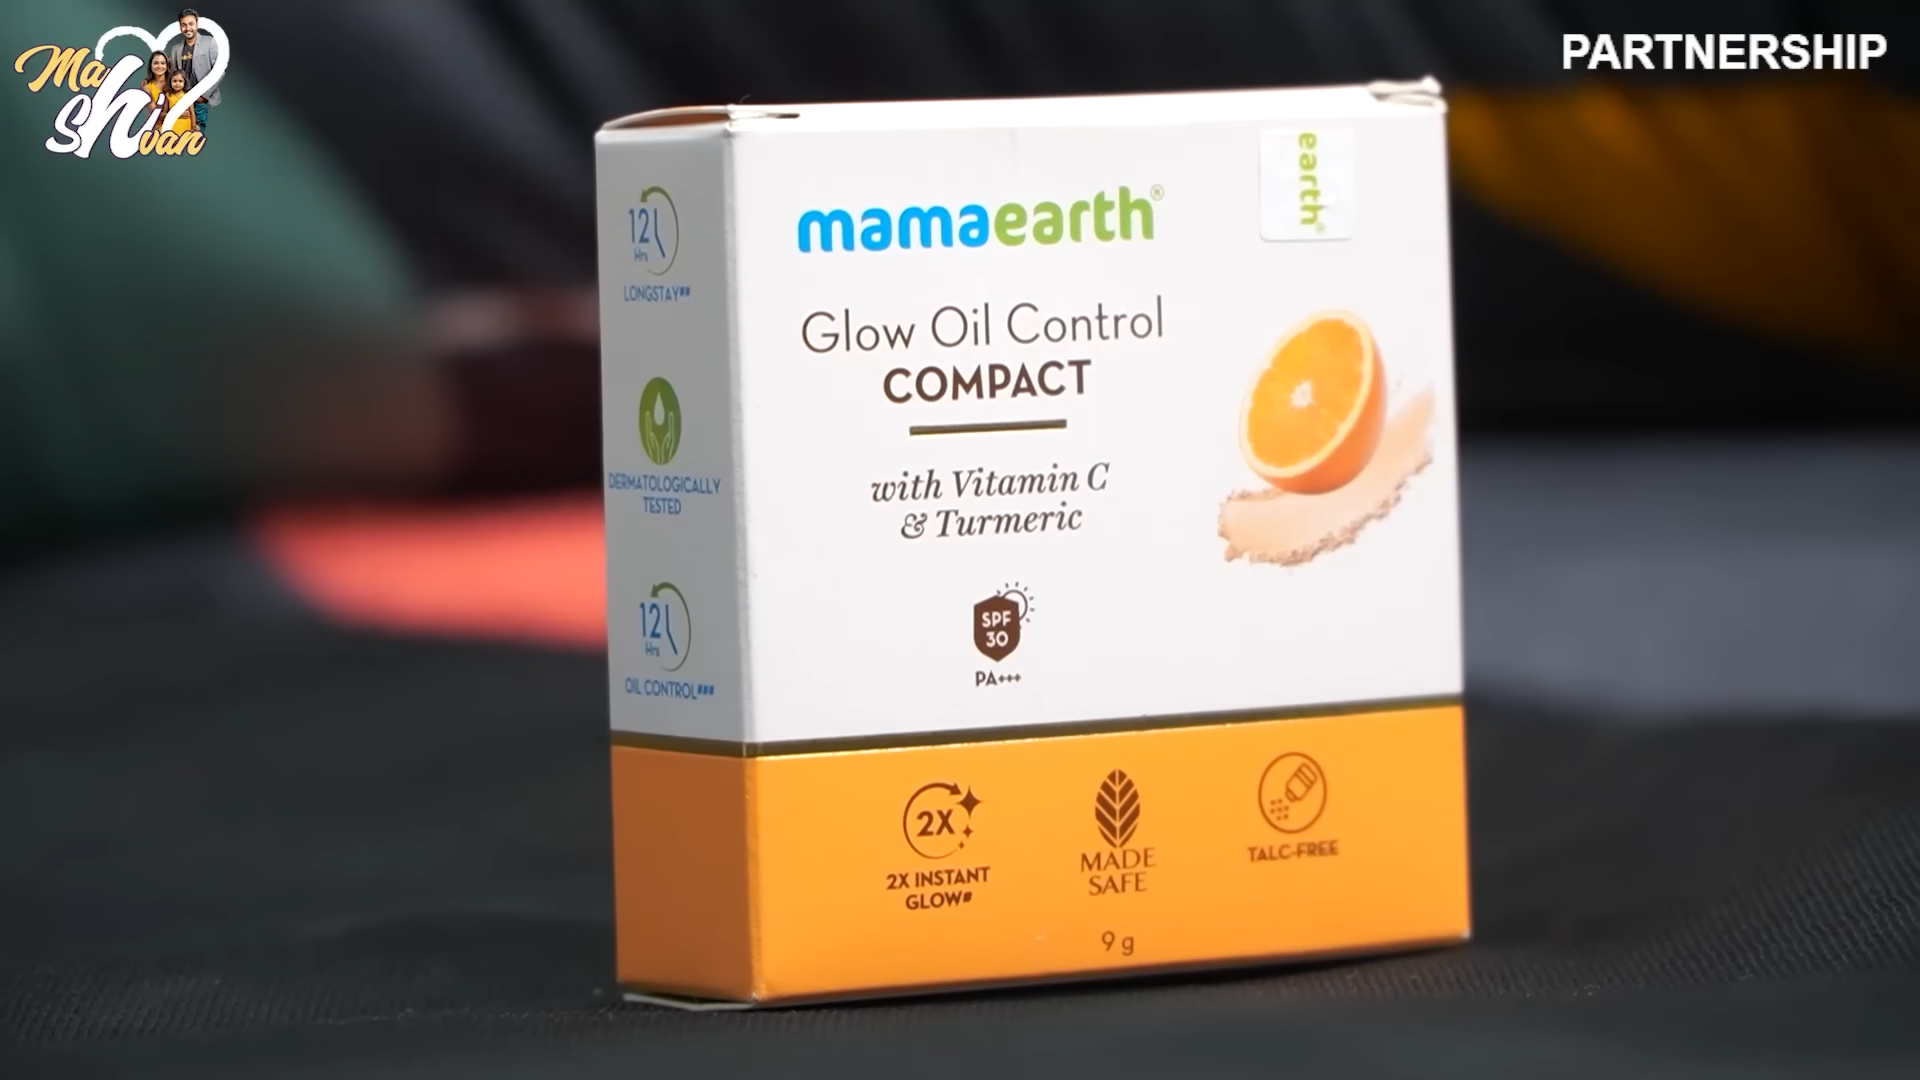 Ma
Shivan
PARTNERSHIP
mamaearth®
earth®
Glow Oil Control
COMPACT
with Vitamin C
& Turmeric
SPF
30
PA+++
2X
2X INSTANT
GLOW#
MADE
SAFE
TALC-FREE
9 g
12
Hrs
LONGSTAY##
DERMATOLOGICALLY
TESTED
12
Hrs
OIL CONTROL###